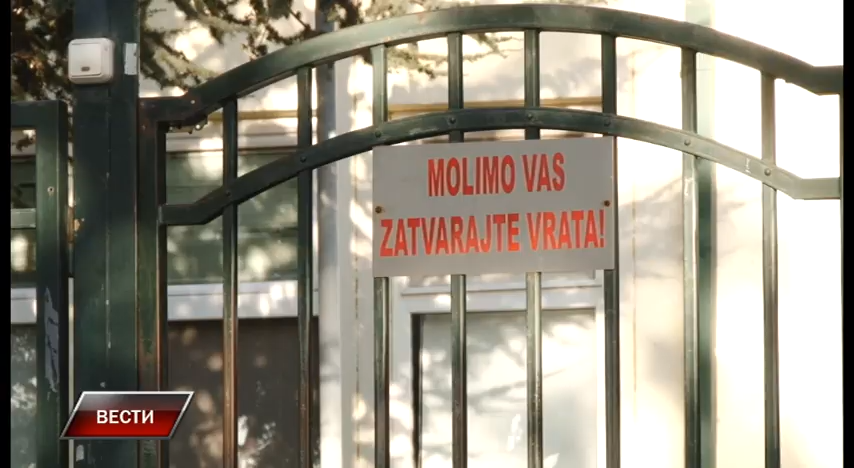 MOLIMO VAS
ZATVARAJTE VRATA!
ВЕСТИ